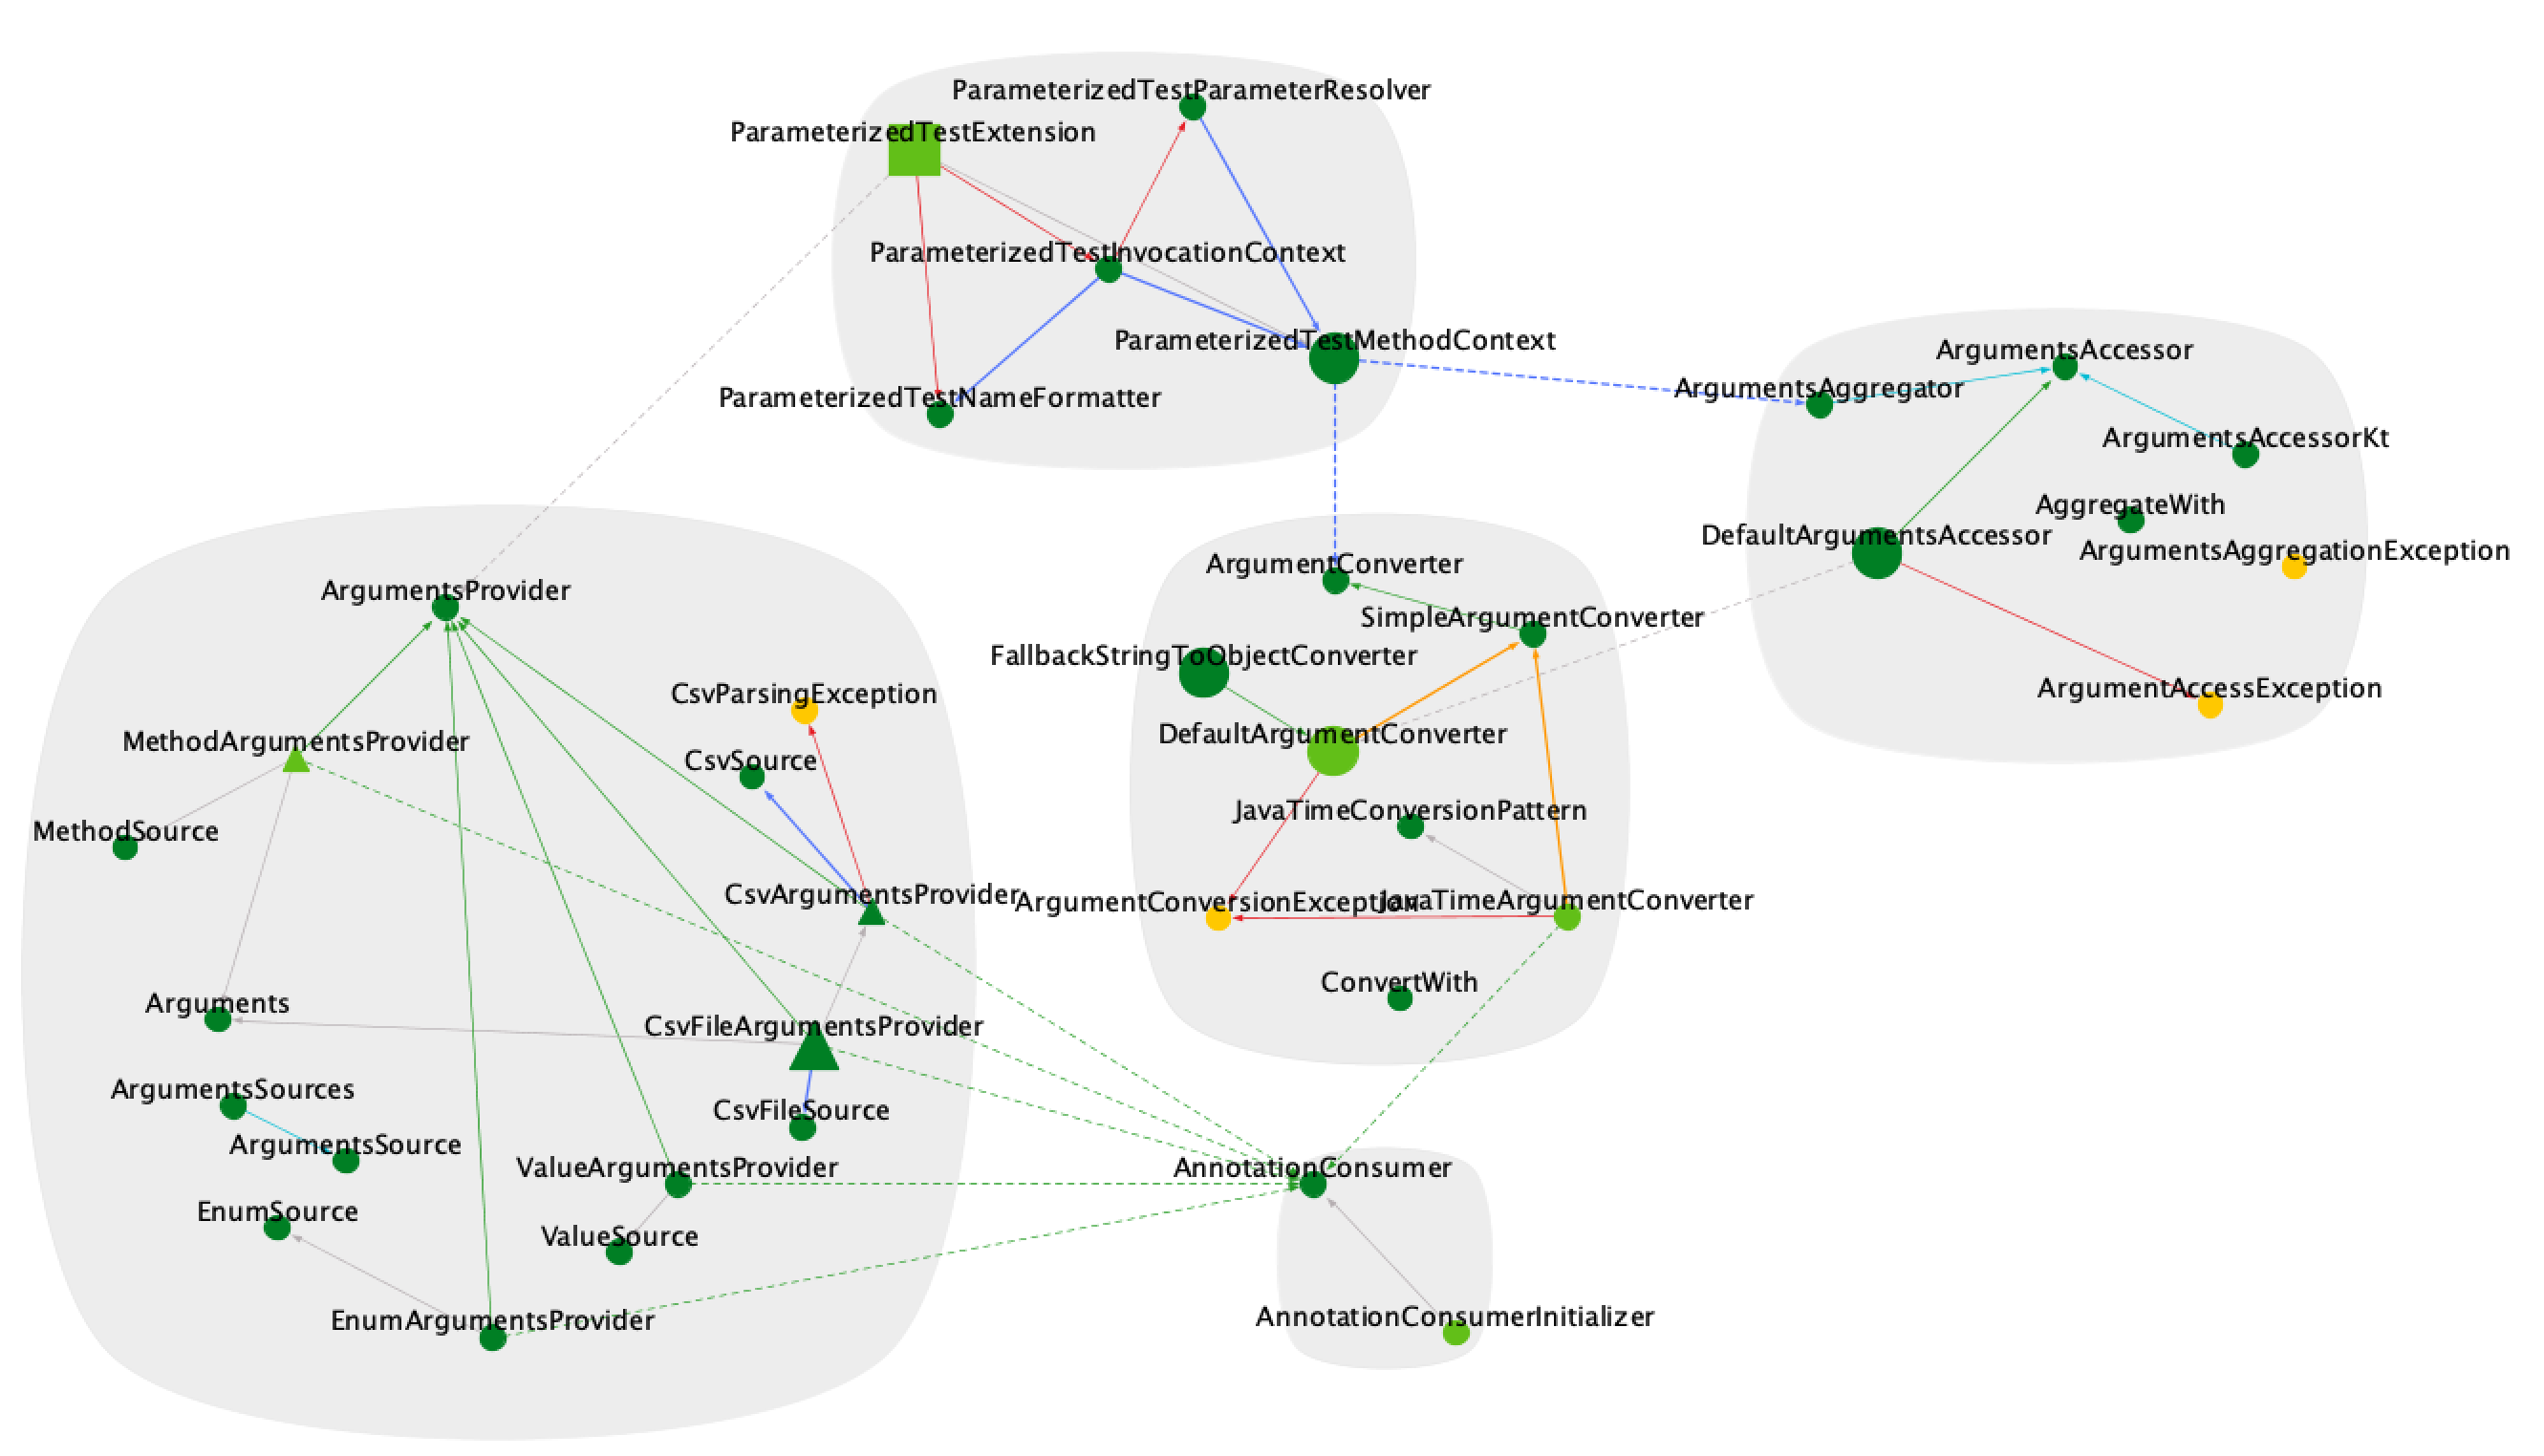 ParameterizedTestParameterResolver
ParameterizedTestExtension
ParameterizedTestInvocationContext
ParameterizedTestMethodContext
ParameterizedTestNameFormatter
ArgumentsAccessor
ArgumentsAggregator
ArgumentsAccessorKt
AggregateWith
DefaultArgumentsAccessor
ArgumentsAggregationException
ArgumentAccessException
ArgumentConverter
SimpleArgumentConverter
FallbackStringToObjectConverter
DefaultArgumentConverter
JavaTimeConversionPattern
ArgumentConversionException
JavaTimeArgumentConverter
ConvertWith
ArgumentsProvider
CsvParsingException
MethodArgumentsProvider
CsvSource
MethodSource
CsvArgumentsProvider
Arguments
CsvFileArgumentsProvider
ArgumentsSources
CsvFileSource
ArgumentsSource
ValueArgumentsProvider
EnumSource
ValueSource
EnumArgumentsProvider
AnnotationConsumer
AnnotationConsumerInitializer